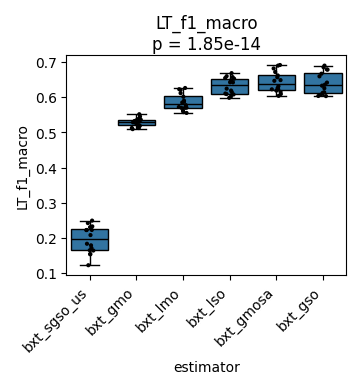 LT_f1_macro
p = 1.85e-14
LT_f1_macro
0.7
0.6
0.5
0.4
0.3
0.2
0.1
bxt_sgso_us
bxt_gmo
bxt_lmo
bxt_lso
bxt_gmosa
bxt_gso
estimator